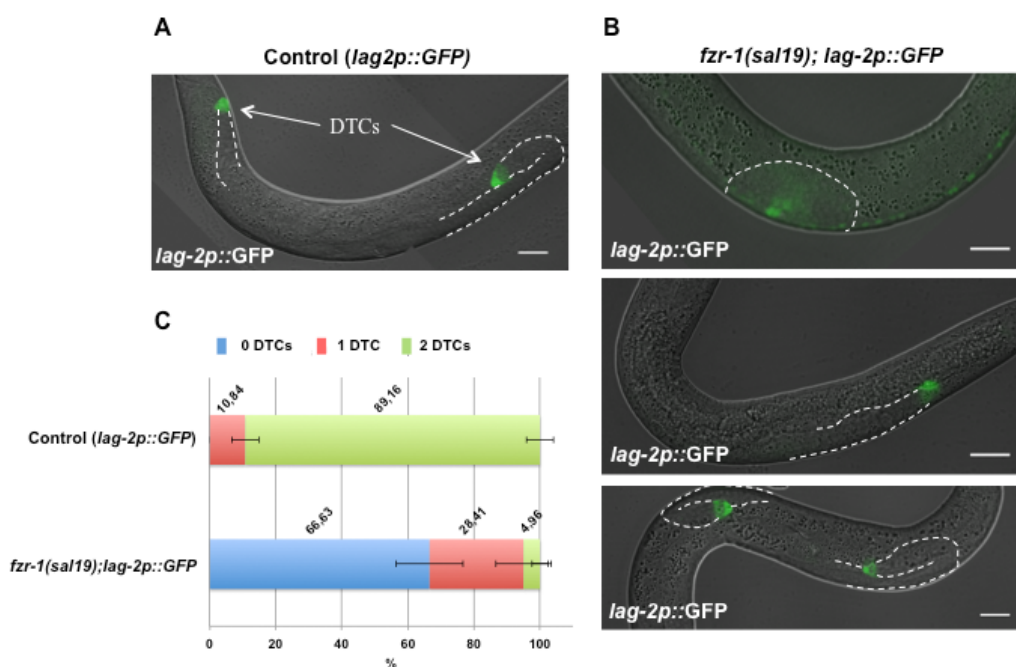 A
Control (lag2p::GFP)
DTCs
lag-2p::GFP
B
fzr-1(sal19); lag-2p::GFP
lag-2p::GFP
lag-2p::GFP
lag-2p::GFP
C
0 DTCs 1 DTC 2 DTCs
10,84 89,16
Control (lag-2p::GFP)
66,63 28,41 4,96
fzr-1(sal19);lag-2p::GFP
0 20 40 60 80 100
%